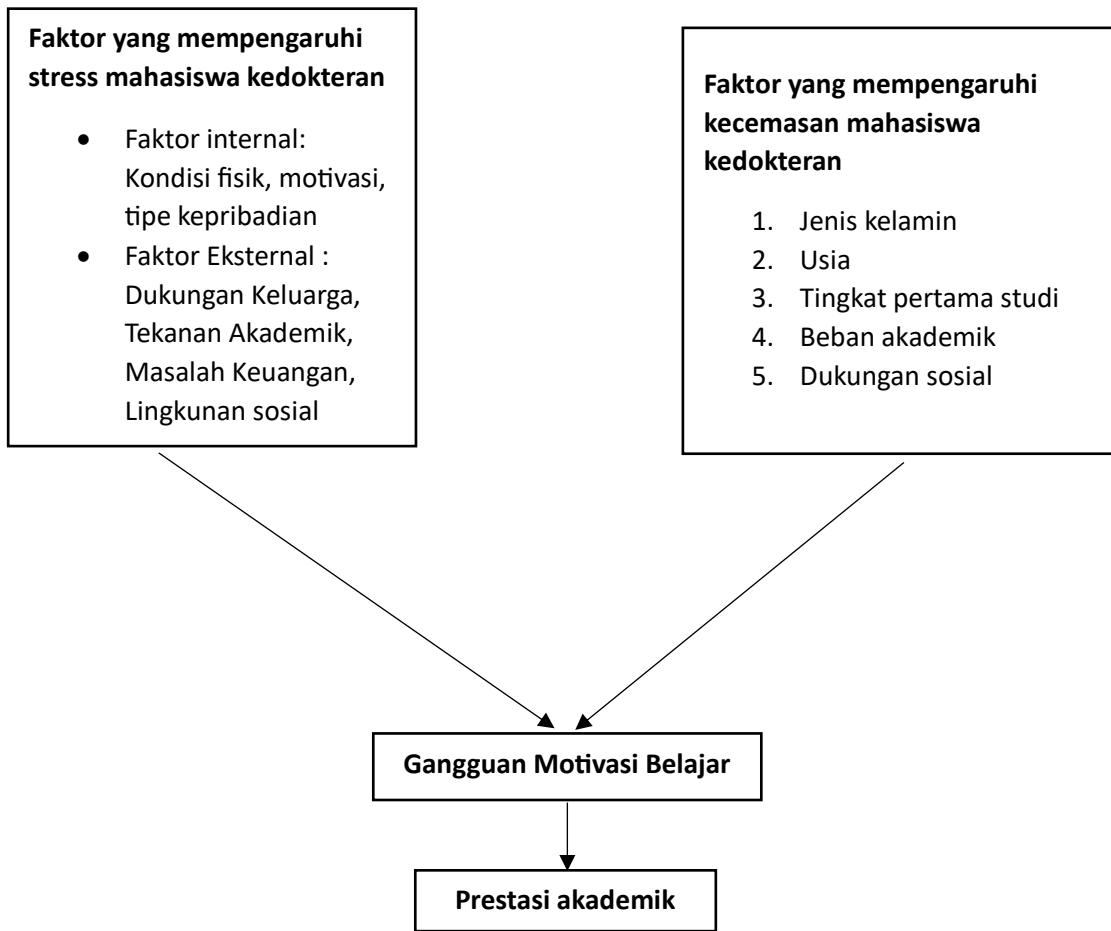 Faktor yang mempengaruhi
stress mahasiswa kedokteran
• Faktor internal:
Kondisi fisik, motivasi,
tipe kepribadian
• Faktor Eksternal :
Dukungan Keluarga,
Tekanan Akademik,
Masalah Keuangan,
Lingkunan sosial
Faktor yang mempengaruhi
kecemasan mahasiswa
kedokteran
1. Jenis kelamin
2. Usia
3. Tingkat pertama studi
4. Beban akademik
5. Dukungan sosial
Gangguan Motivasi Belajar
Prestasi akademik